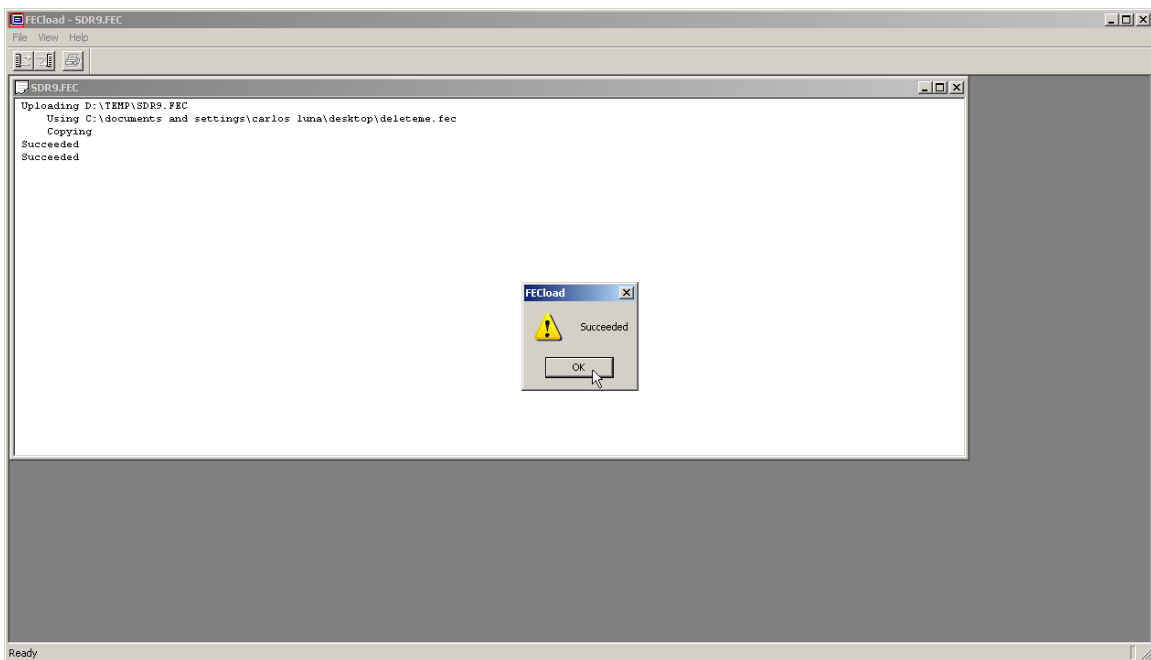 FECload - SDR9.FEC
File View Help
SDR9.FEC
Uploading D:\TEMP\SDR9.FEC
Using C:\documents and settings\carlos luna\desktop\deleteme.fec
Copying
Succeeded
Succeeded
FECload
Succeeded
OK
Ready